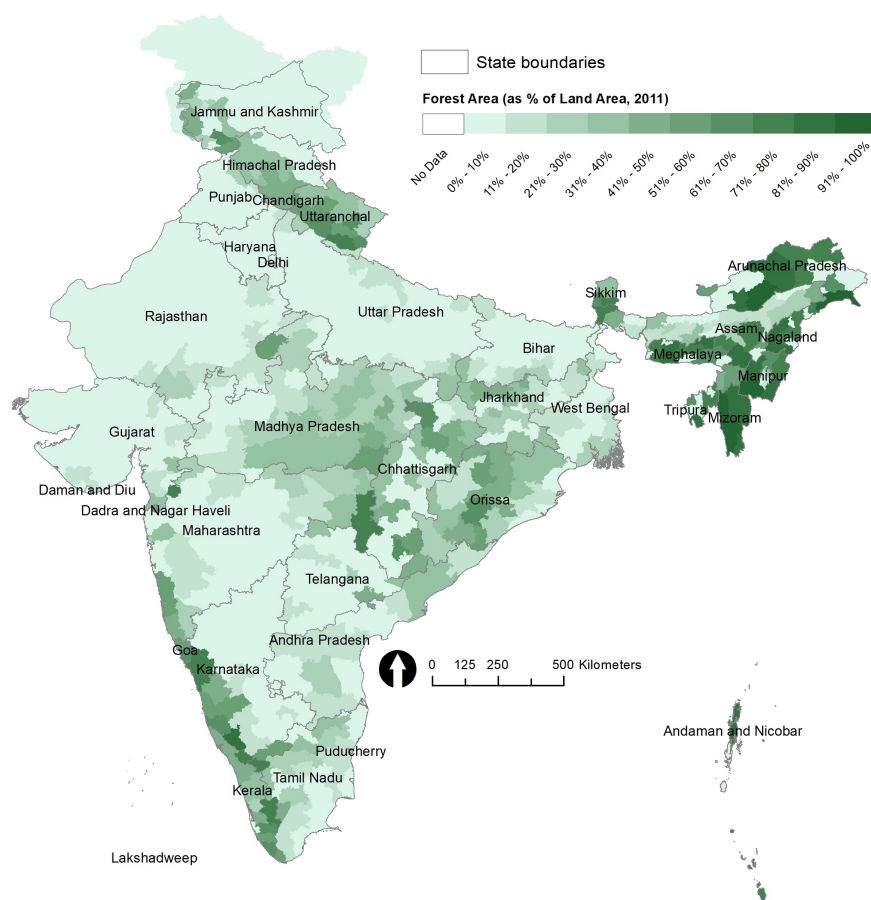 State boundaries
Forest Area (as % of Land Area, 2011)
No Data
0% - 10%
11% - 20%
21% - 30%
31% - 40%
41% - 50%
51% - 60%
61% - 70%
71% - 80%
81% - 90%
91% - 100%
Jammu and Kashmir
Himachal Pradesh
Punjab
Chandigarh
Uttaranchal
Haryana
Delhi
Arunachal Pradesh
Sikkim
Rajasthan
Uttar Pradesh
Assam
Nagaland
Bihar
Meghalaya
Manipur
Jharkhand
West Bengal
Tripura
Mizoram
Gujarat
Madhya Pradesh
Chhattisgarh
Daman and Diu
Orissa
Dadra and Nagar Haveli
Maharashtra
Telangana
Andhra Pradesh
Goa
Karnataka
0 125 250 500 Kilometers
Andaman and Nicobar
Puducherry
Tamil Nadu
Kerala
Lakshadweep